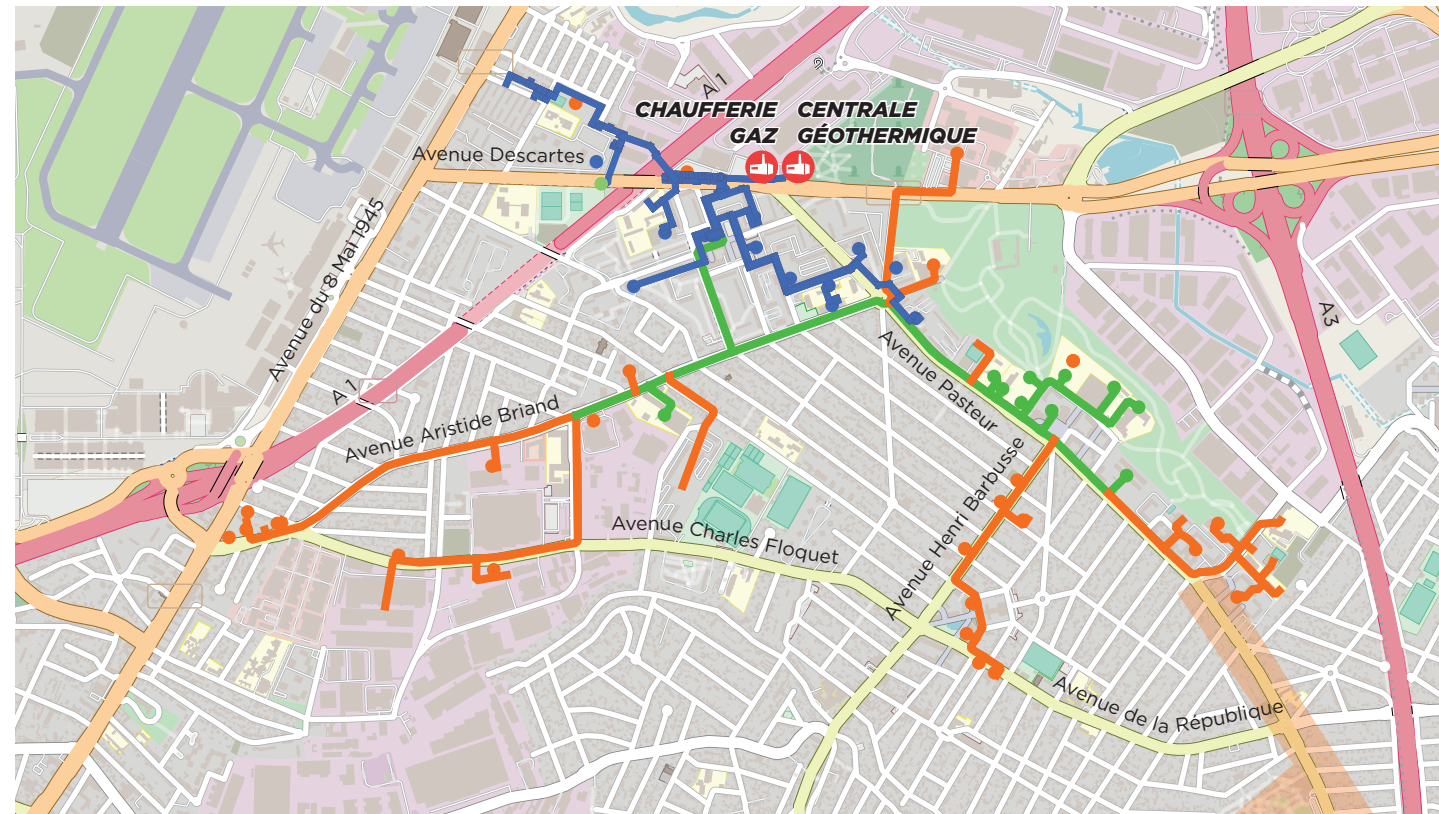 A 1
CHAUFFERIE
GAZ
CENTRALE
GÉOTHERMIQUE
Avenue Descartes
Avenue du 8 Mai 1945
A3
A 1
Avenue Pasteur
Avenue Aristide Briand
Avenue Henri Barbusse
Avenue Charles Floquet
Avenue de la République